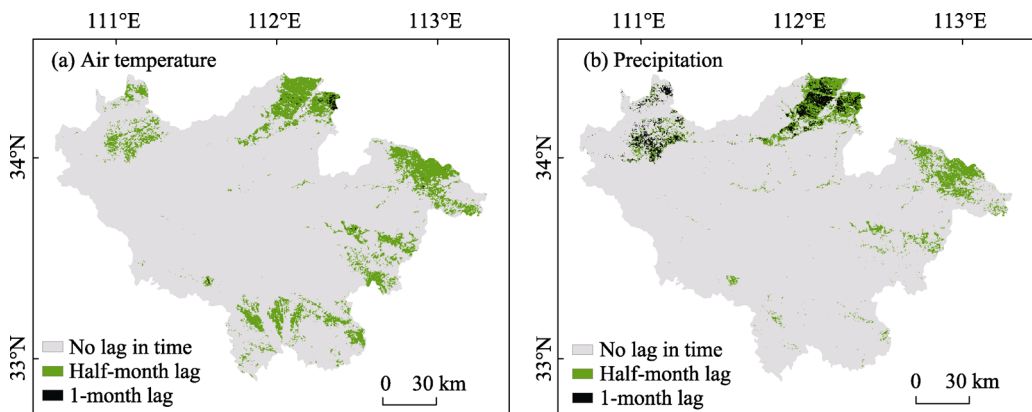 111°E 112°E 113°E
(a) Air temperature
34°N
33°N
No lag in time
Half-month lag
1-month lag
0 30 km
111°E 112°E 113°E
(b) Precipitation
34°N
33°N
No lag in time
Half-month lag
1-month lag
0 30 km